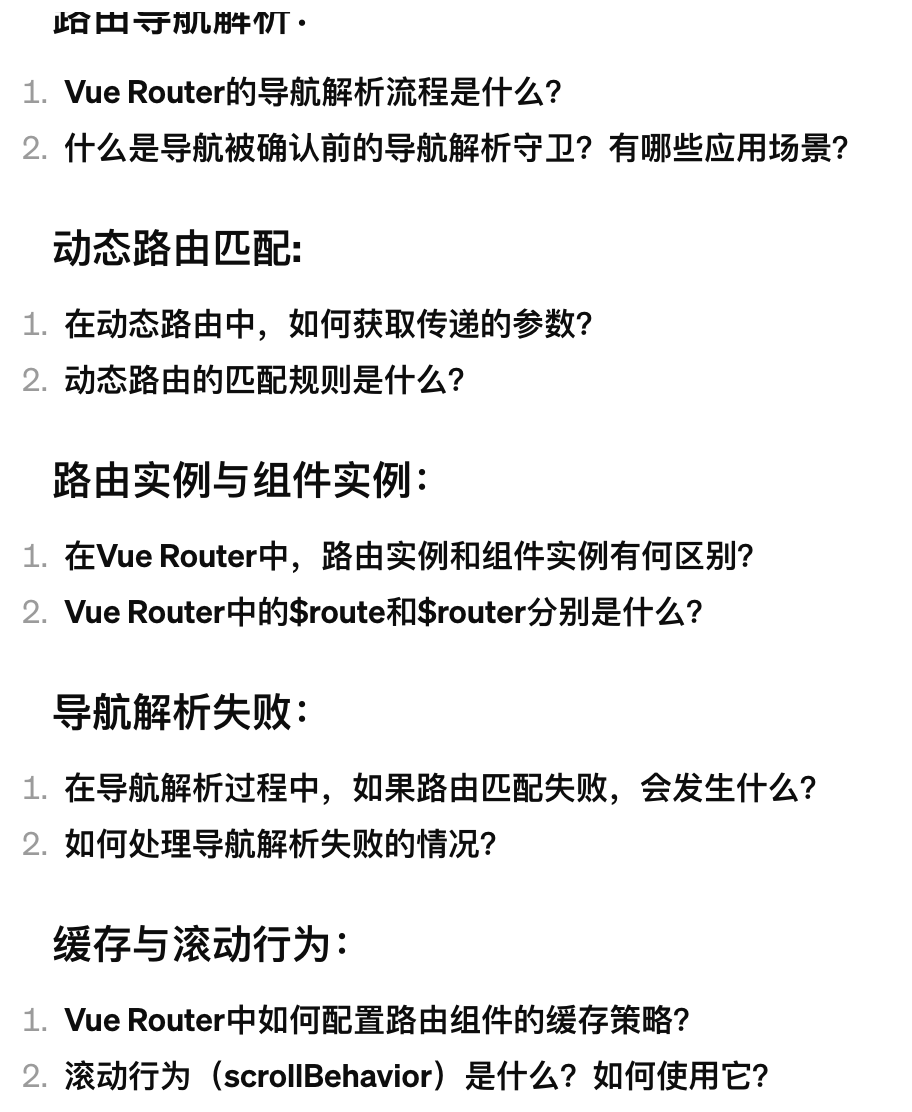 路由导航解析：
1. Vue Router的导航解析流程是什么？
2. 什么是导航被确认前的导航解析守卫？有哪些应用场景？
动态路由匹配:
1. 在动态路由中，如何获取传递的参数？
2. 动态路由的匹配规则是什么？
路由实例与组件实例：
1. 在Vue Router中，路由实例和组件实例有何区别？
2. Vue Router中的$route和$router分别是什么？
导航解析失败：
1. 在导航解析过程中，如果路由匹配失败，会发生什么？
2. 如何处理导航解析失败的情况？
缓存与滚动行为：
1. Vue Router中如何配置路由组件的缓存策略？
2. 滚动行为（scrollBehavior）是什么？如何使用它？